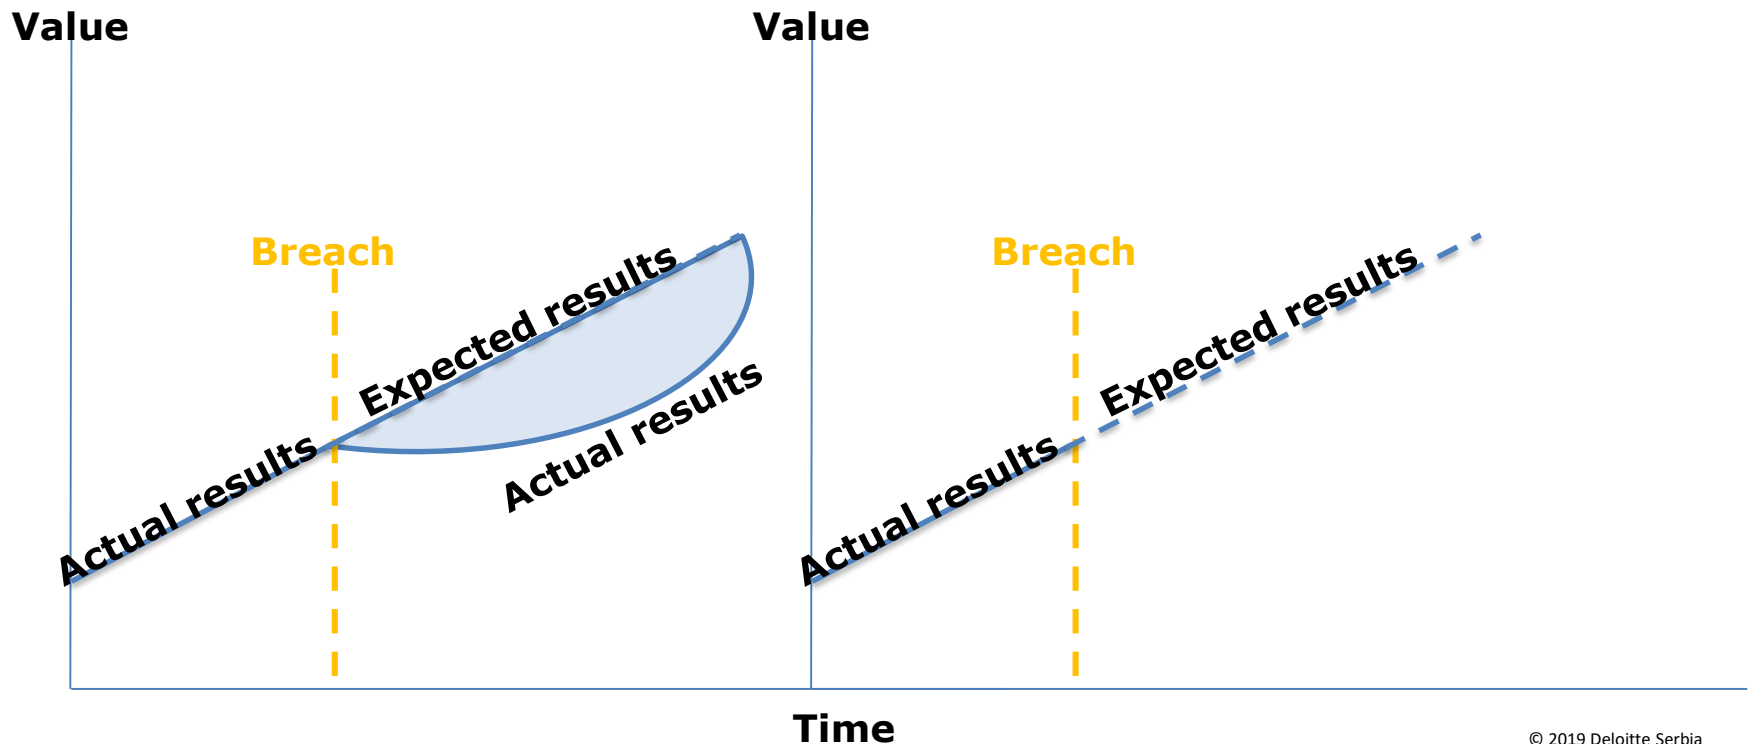 Value
Value
Breach
Breach
Expected results
Expected results
Actual results
Actual results
Actual results
Time
© 2019 Deloitte Serbia